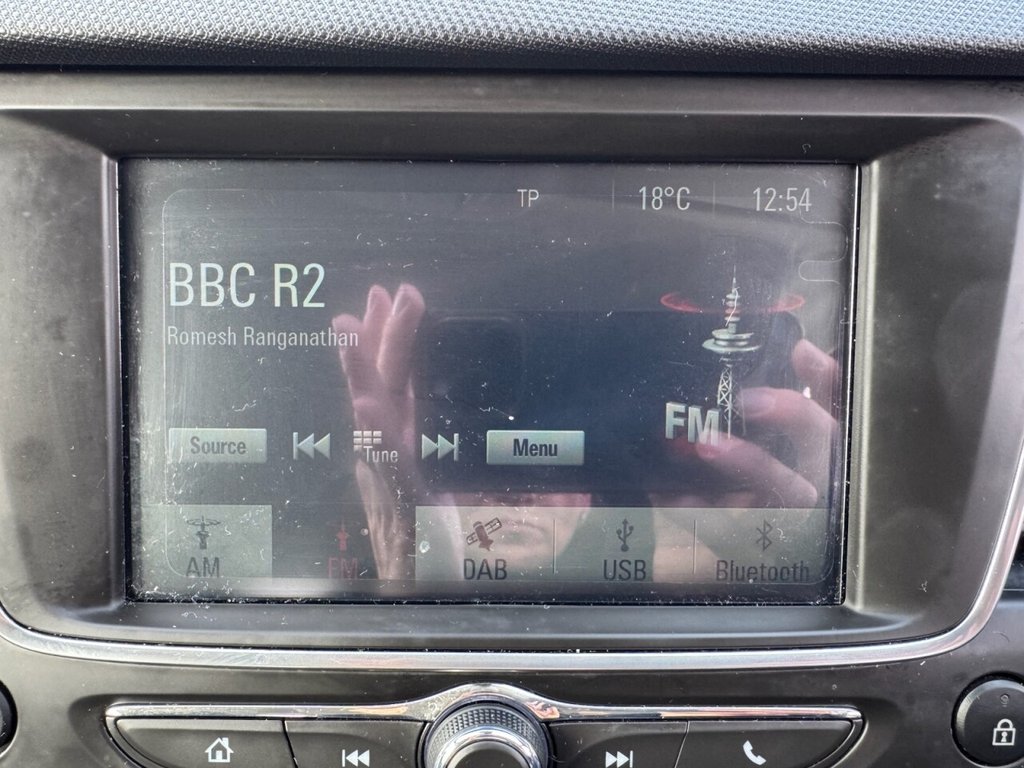 TP 18°C 12:54
BBC R2
Romesh Ranganathan
FM
Source Tune Menu
AM FM DAB USB Bluetooth